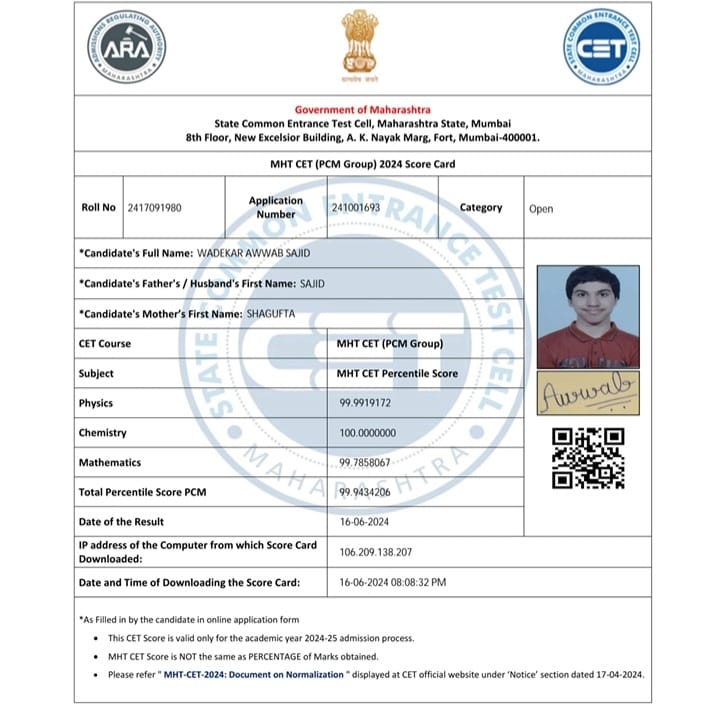 ADMISSIONS REGULATING AUTHORITY
ARA
MAHARASHTRA
सत्यमेव जयते
STATE COMMON ENTRANCE TEST CELL
CET
MAHARASHTRA
Government of Maharashtra
State Common Entrance Test Cell, Maharashtra State, Mumbai
8th Floor, New Excelsior Building, A. K. Nayak Marg, Fort, Mumbai-400001.
MHT CET (PCM Group) 2024 Score Card
Roll No 2417091980 Application Number 241001693 Category Open
*Candidate's Full Name: WADEKAR AWWAB SAJID
*Candidate's Father's / Husband's First Name: SAJID
*Candidate's Mother's First Name: SHAGUFTA
CET Course MHT CET (PCM Group)
Subject MHT CET Percentile Score
Physics 99.9919172
Chemistry 100.0000000
Mathematics 99.7858067
Total Percentile Score PCM 99.9434206
Date of the Result 16-06-2024
IP address of the Computer from which Score Card
Downloaded: 106.209.138.207
Date and Time of Downloading the Score Card: 16-06-2024 08:08:32 PM
Awwab
STATE COMMON ENTRANCE TEST CELL
CET
MAHARASHTRA
*As Filled in by the candidate in online application form
• This CET Score is valid only for the academic year 2024-25 admission process.
• MHT CET Score is NOT the same as PERCENTAGE of Marks obtained.
• Please refer " MHT-CET-2024: Document on Normalization " displayed at CET official website under 'Notice' section dated 17-04-2024.